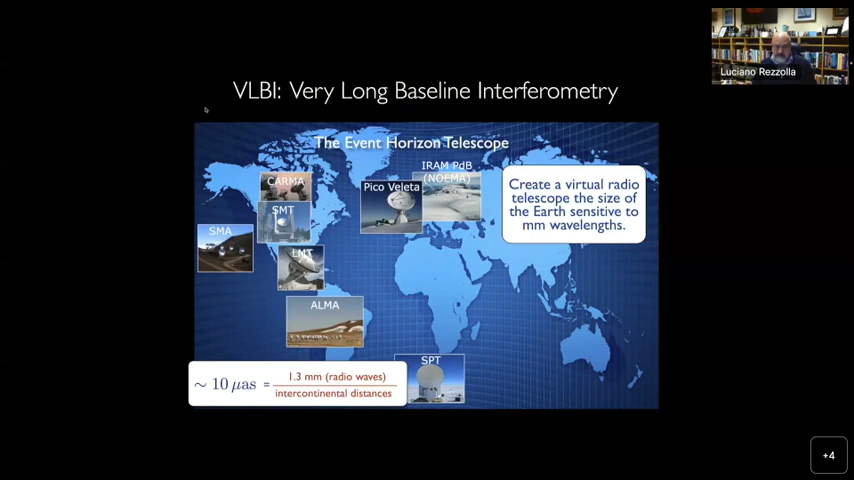 Luciano Rezzolla
VLBI: Very Long Baseline Interferometry
The Event Horizon Telescope
IRAM PdB
(NOEMA)
CARMA
Pico Veleta
SMT
SMA
LMT
ALMA
SPT
Create a virtual radio
telescope the size of
the Earth sensitive to
mm wavelengths.
∼ 10 μas = 1.3 mm (radio waves)
intercontinental distances
+4